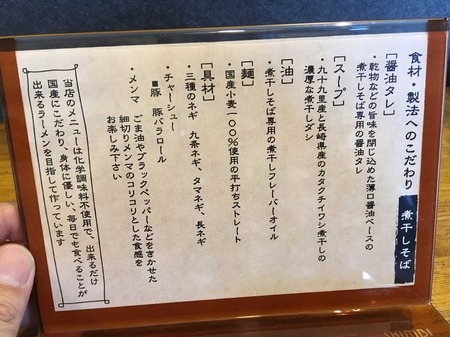 食材・製法へのこだわり 煮干しそば
[醤油タレ]
・乾物などの旨味を閉じ込めた薄口醤油ベースの
煮干しそば専用の醤油タレ
[スープ]
・九十九里産と長崎県産のカタクチイワシ煮干しの
濃厚な煮干しダシ
[油]
・煮干しそば専用の煮干しフレーバーオイル
[麺]
・国産小麦一〇〇%使用の平打ちストレート
[具材]
・三種のネギ 九条ネギ、タマネギ、長ネギ
・チャーシュー
■豚 豚バラロール
・メンマ ごま油やブラックペッパーなどをきかせた
細切りメンマのコリコリとした食感を
お楽しみ下さい
当店のメニューは化学調味料不使用で、出来るだけ
国産にこだわり、身体に優しい、毎日でも食べることが
出来るラーメンを目指して作っています